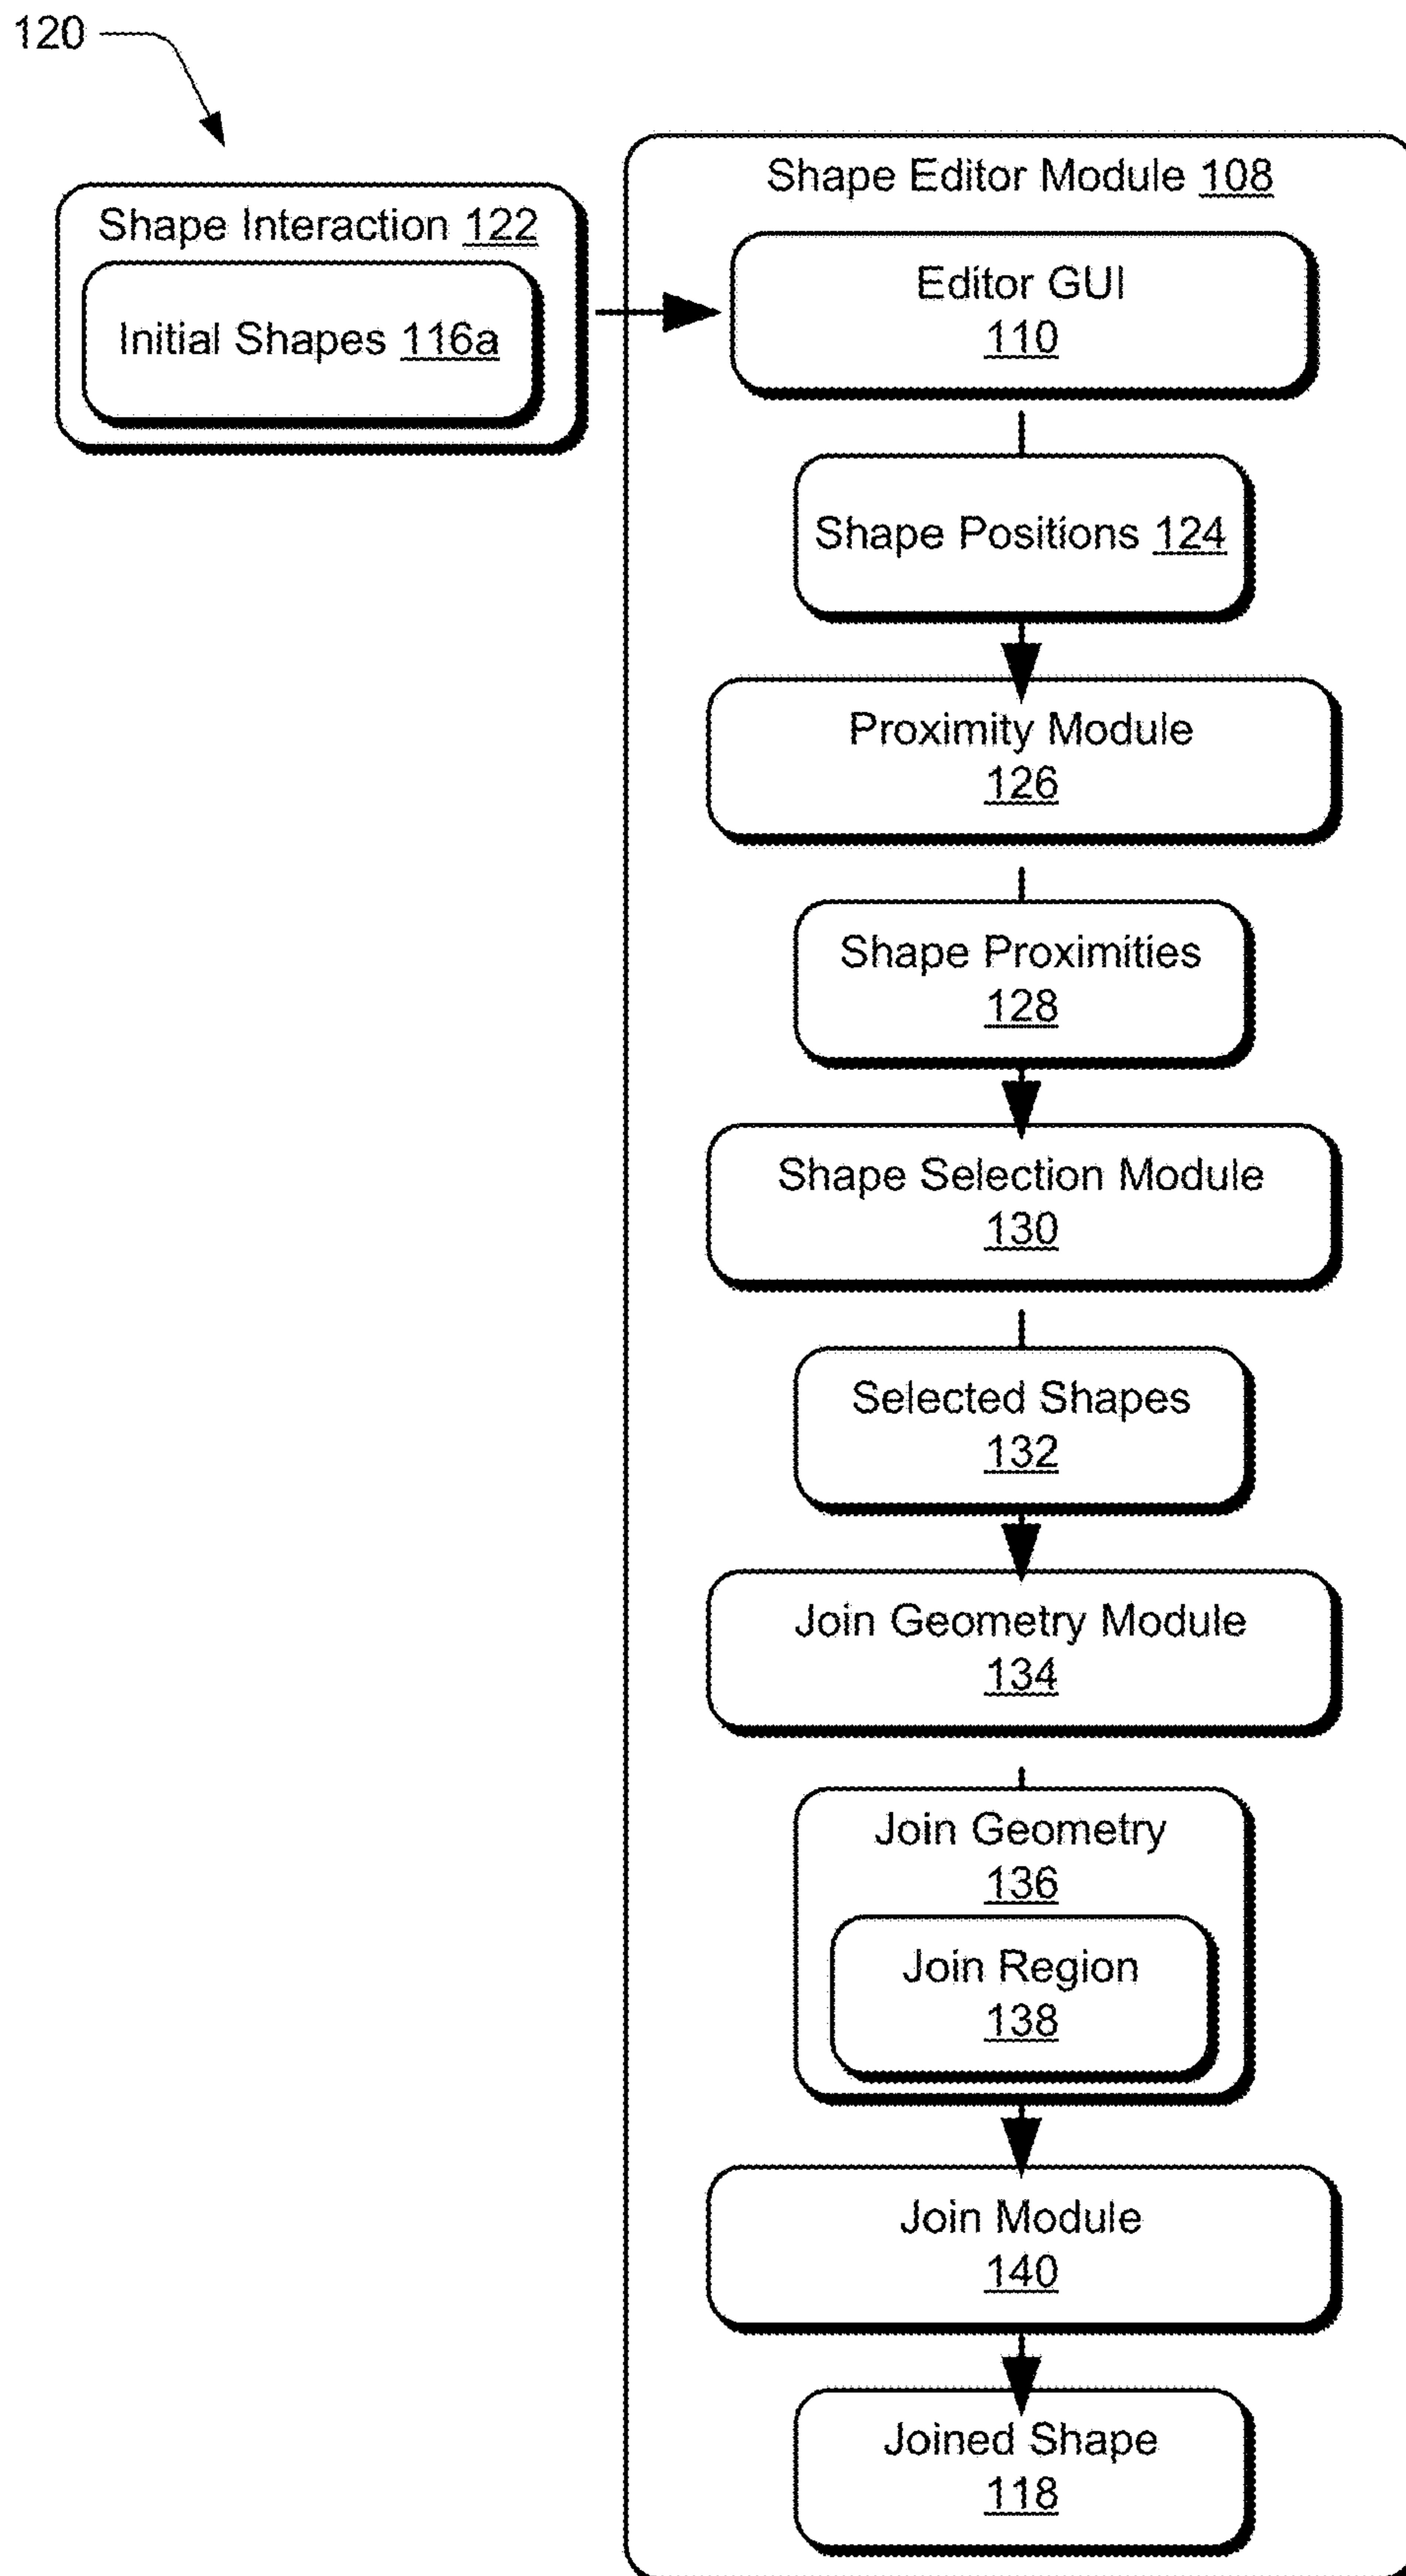 120
Shape Interaction 122
Initial Shapes 116a
Shape Editor Module 108
Editor GUI
110
Shape Positions 124
Proximity Module
126
Shape Proximities
128
Shape Selection Module
130
Selected Shapes
132
Join Geometry Module
134
Join Geometry
136
Join Region
138
Join Module
140
Joined Shape
118